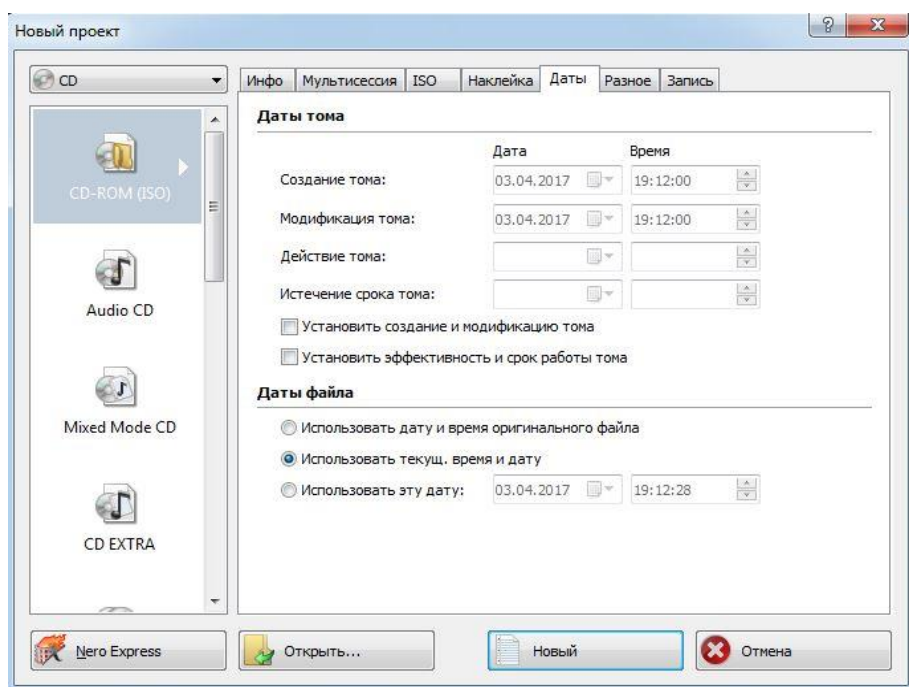 Новый проект
CD
Инфо Мультисессия ISO Наклейка Даты Разное Запись
CD-ROM (ISO)
Audio CD
Mixed Mode CD
CD EXTRA
Даты тома
Дата Время
Создание тома: 03.04.2017 19:12:00
Модификация тома: 03.04.2017 19:12:00
Действие тома:
Истечение срока тома:
Установить создание и модификацию тома
Установить эффективность и срок работы тома
Даты файла
Использовать дату и время оригинального файла
Использовать текущ. время и дату
Использовать эту дату: 03.04.2017 19:12:28
Nero Express Открыть... Новый Отмена